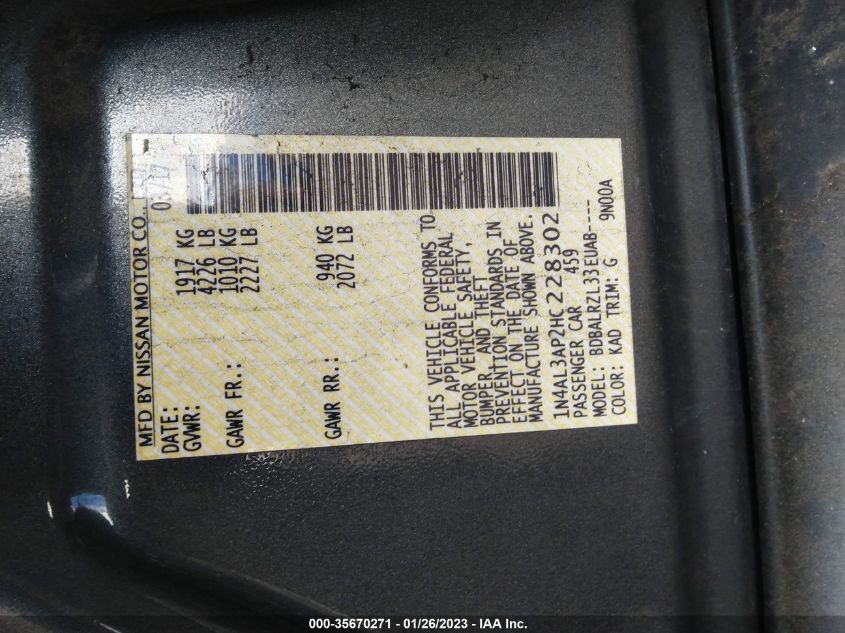 MFD BY NISSAN MOTOR CO.,
DATE: 03/17
GVWR: 1917 KG
4226 LB
GAWR FR.: 1010 KG
2227 LB
GAWR RR.: 940 KG
2072 LB
THIS VEHICLE CONFORMS TO
ALL APPLICABLE FEDERAL
MOTOR VEHICLE SAFETY,
BUMPER, AND THEFT
PREVENTION STANDARDS IN
EFFECT ON THE DATE OF
MANUFACTURE SHOWN ABOVE.
1N4AL3AP2HC228302
PASSENGER CAR 439
MODEL: BDBALRZL33EUAB----
COLOR: KAD TRIM: G 9N00A
000-35670271 - 01/26/2023 - IAA Inc.